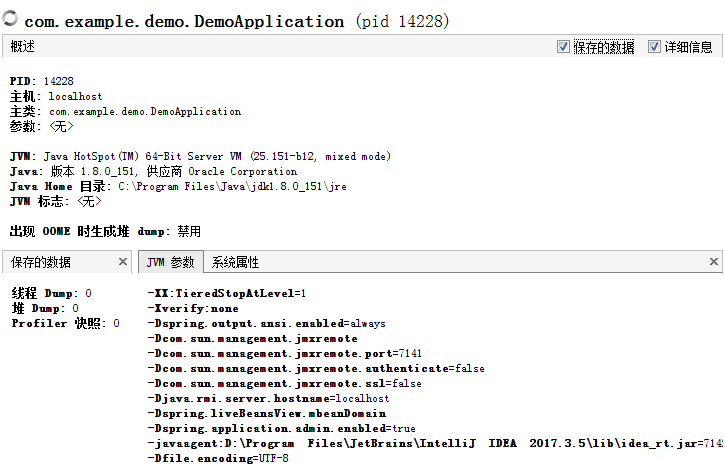 com.example.demo.DemoApplication (pid 14228)
概述 保存的数据 详细信息
PID: 14228
主机: localhost
主类: com.example.demo.DemoApplication
参数: <无>
JVM: Java HotSpot(TM) 64-Bit Server VM (25.151-b12, mixed mode)
Java: 版本 1.8.0_151, 供应商 Oracle Corporation
Java Home 目录: C:\Program Files\Java\jdk1.8.0_151\jre
JVM 标志: <无>
出现 OOME 时生成堆 dump: 禁用
保存的数据
线程 Dump: 0
堆 Dump: 0
Profiler 快照: 0
JVM 参数 系统属性
-XX:TieredStopAtLevel=1
-Xverify:none
-Dspring.output.ansi.enabled=always
-Dcom.sun.management.jmxremote
-Dcom.sun.management.jmxremote.port=7141
-Dcom.sun.management.jmxremote.authenticate=false
-Dcom.sun.management.jmxremote.ssl=false
-Djava.rmi.server.hostname=localhost
-Dspring.liveBeansView.mbeanDomain
-Dspring.application.admin.enabled=true
-javaagent:D:\Program Files\JetBrains\IntelliJ IDEA 2017.3.5\lib\idea_rt.jar=714
-Dfile.encoding=UTF-8